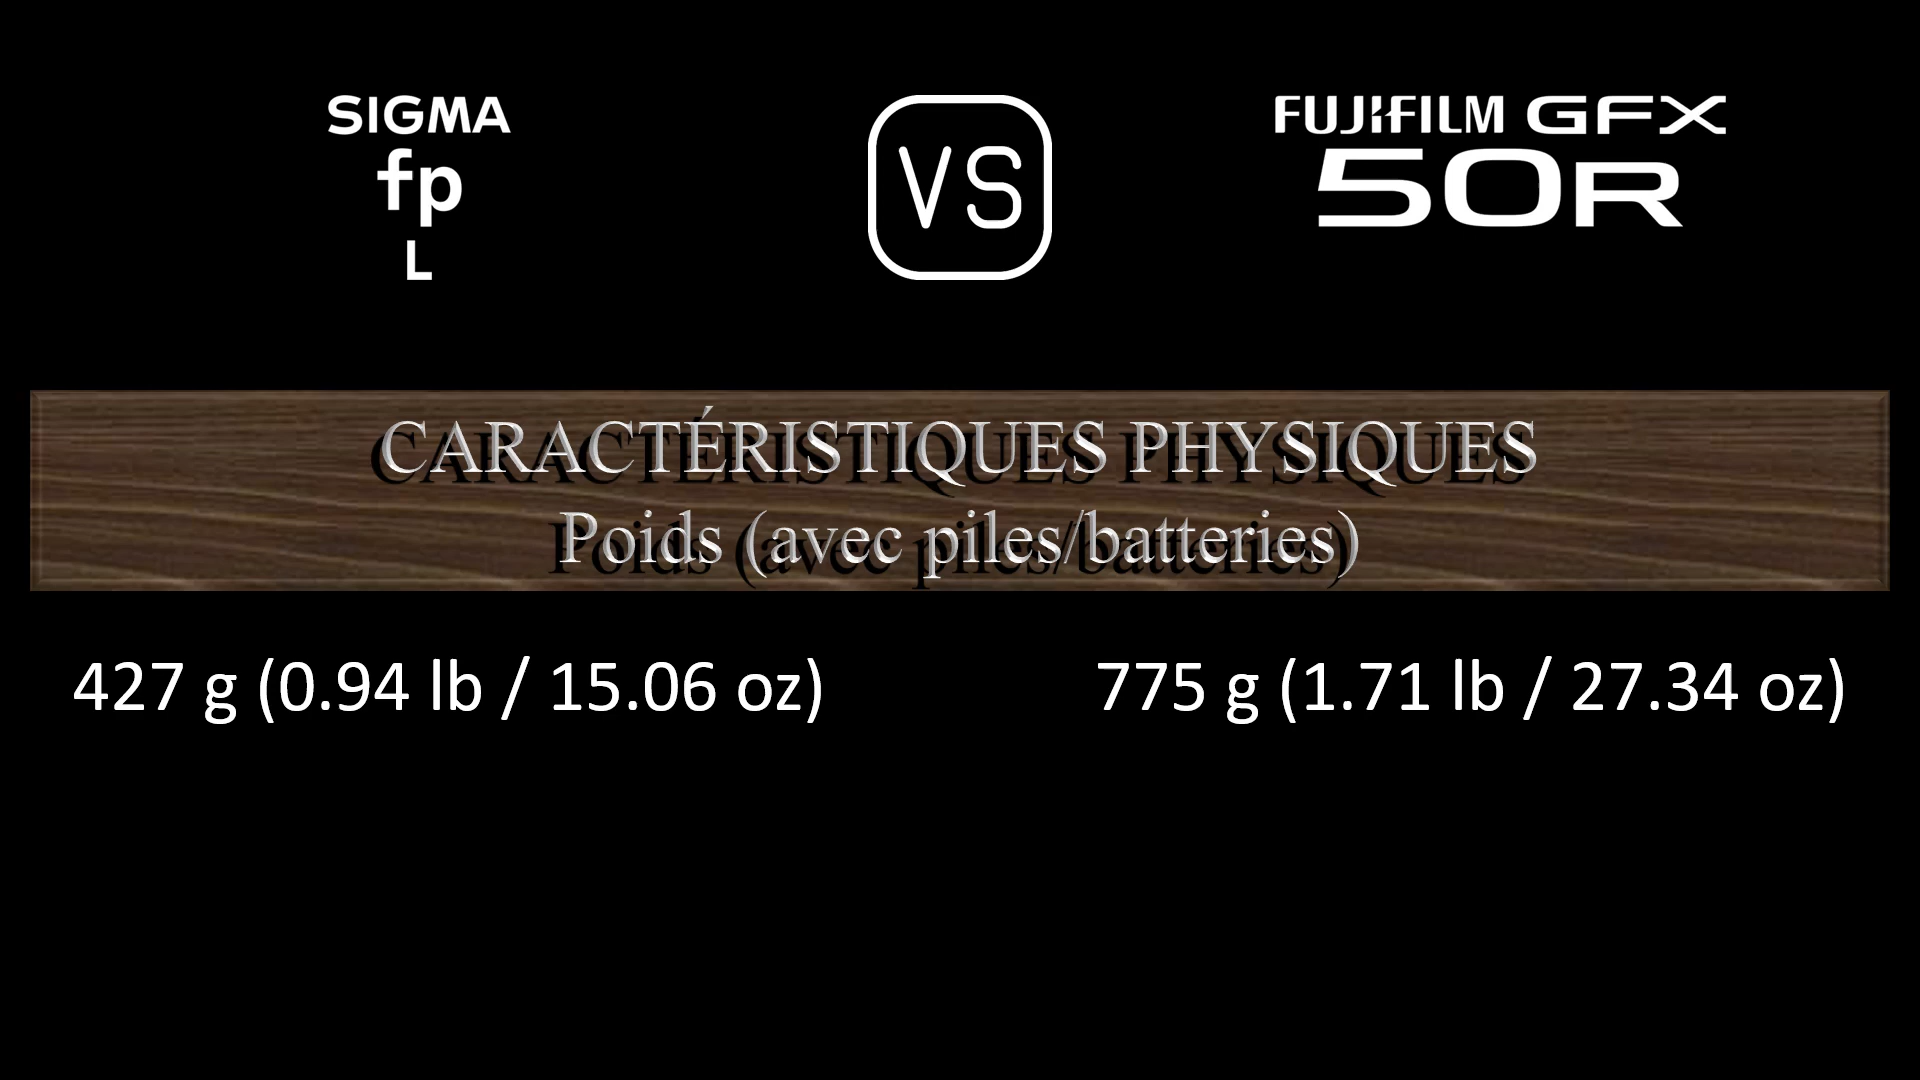 SIGMA
fp
L
VS
FUJIFILM GFX
50R
CARACTÉRISTIQUES PHYSIQUES
Poids (avec piles/batteries)
427 g (0.94 lb / 15.06 oz)
775 g (1.71 lb / 27.34 oz)